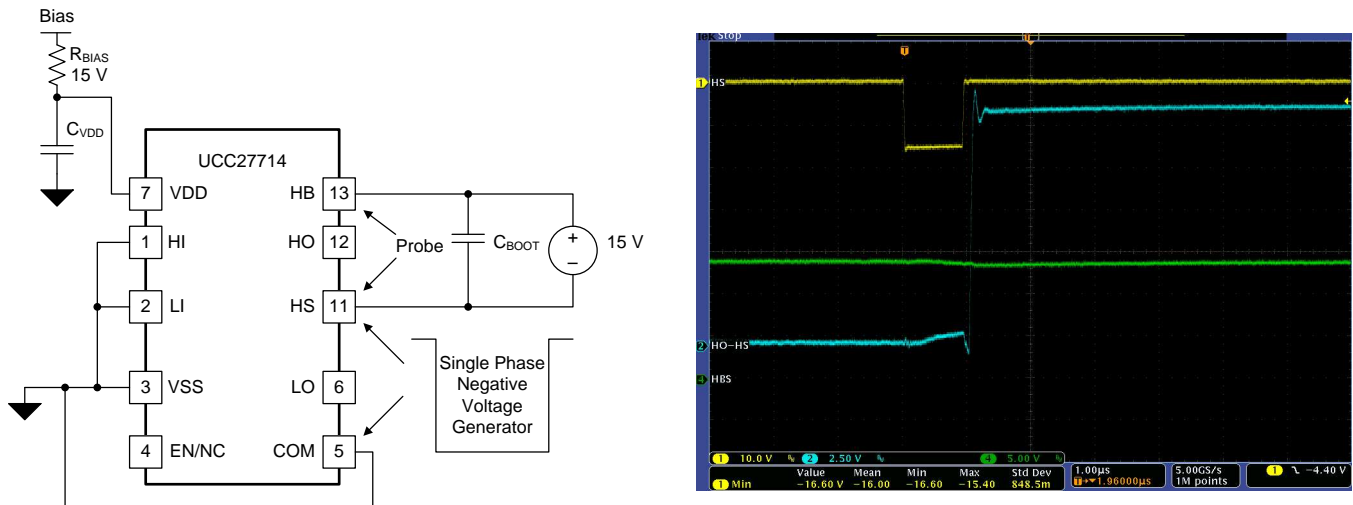 Bias
RBIAS
15 V
CVDD
UCC27714
7 VDD HB 13
1 HI HO 12
Probe
CBOOT
+
−
15 V
2 LI HS 11
3 VSS LO 6
4 EN/NC COM 5
Single Phase
Negative
Voltage
Generator
Tek Stop
T
T
1 HS
2 HO-HS
4 HBS
1 10.0 V 2 2.50 V 4 5.00 V
Value Mean Min Max Std Dev
1 Min −16.60 V −16.00 −16.60 −15.40 848.5m
1.00µs
T→▼1.96000µs
5.00GS/s
1M points
1 −4.40 V